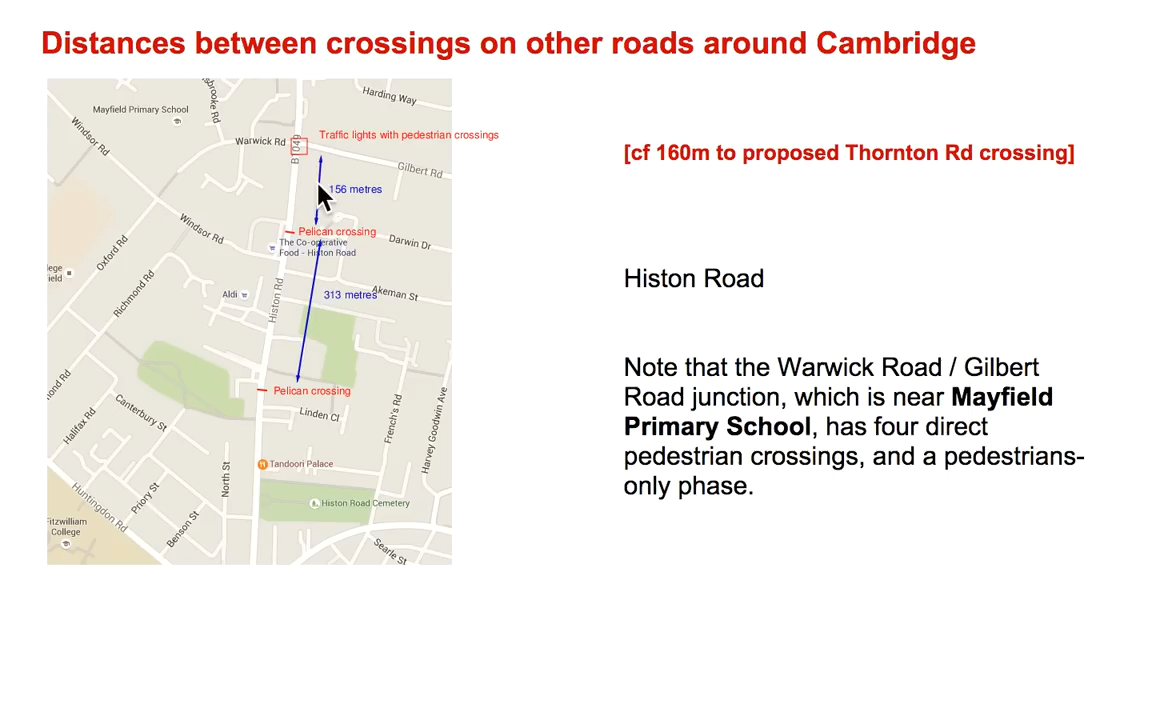 Distances between crossings on other roads around Cambridge
Harding Way
Mayfield Primary School
Windsor Rd
Warwick Rd
B1049
Traffic lights with pedestrian crossings
Gilbert Rd
156 metres
Windsor Rd
Pelican crossing
The Co-operative
Food - Histon Road
Darwin Dr
Oxford Rd
Richmond Rd
Aldi
Histon Rd
313 metres
Akeman St
Pelican crossing
Linden Cl
Canterbury St
Halifax Rd
French's Rd
Harvey Goodwin Ave
Tandoori Palace
North St
Histon Road Cemetery
Huntingdon Rd
Priory St
Benson St
College
Searle St
[cf 160m to proposed Thornton Rd crossing]
Histon Road
Note that the Warwick Road / Gilbert
Road junction, which is near Mayfield
Primary School, has four direct
pedestrian crossings, and a pedestrians-
only phase.